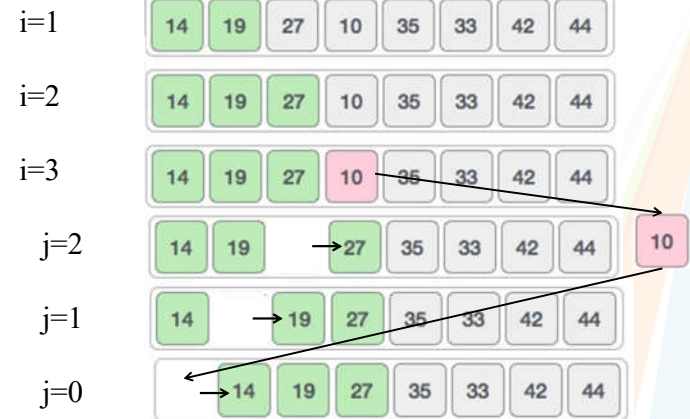 i=1 14 19 27 10 35 33 42 44
i=2 14 19 27 10 35 33 42 44
i=3 14 19 27 10 35 33 42 44
j=2 14 19 27 35 33 42 44 10
j=1 14 19 27 35 33 42 44
j=0 14 19 27 35 33 42 44